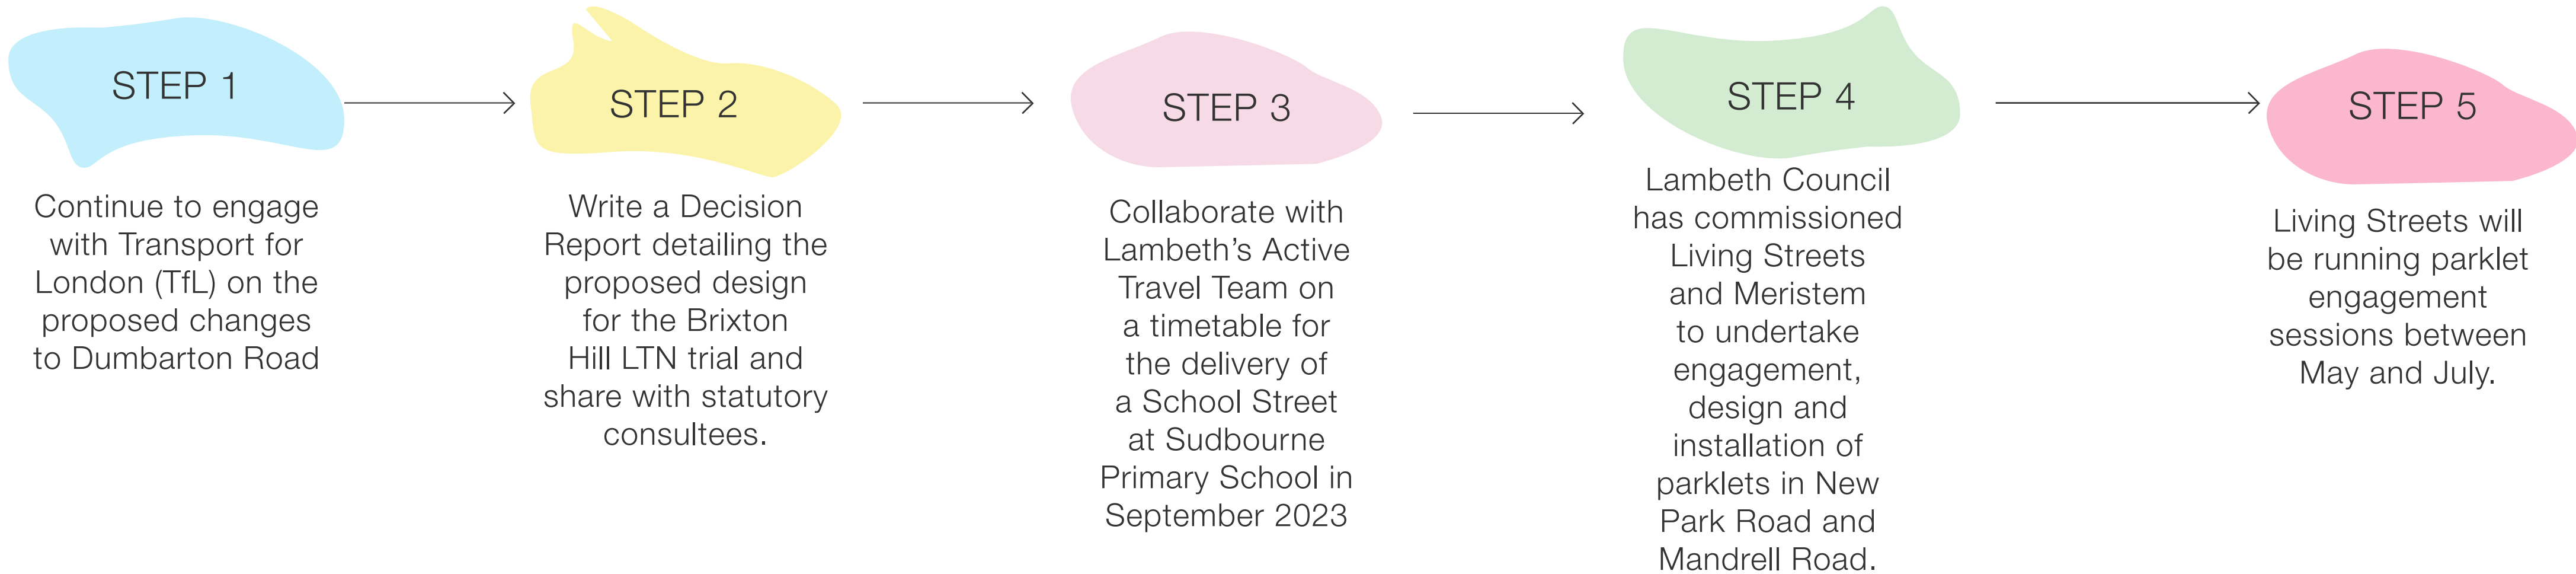 STEP 1
Continue to engage
with Transport for
London (TfL) on the
proposed changes
to Dumbarton Road
STEP 2
Write a Decision
Report detailing the
proposed design
for the Brixton
Hill LTN trial and
share with statutory
consultees.
STEP 3
Collaborate with
Lambeth’s Active
Travel Team on
a timetable for
the delivery of
a School Street
at Sudbourne
Primary School in
September 2023
STEP 4
Lambeth Council
has commissioned
Living Streets
and Meristem
to undertake
engagement,
design and
installation of
parklets in New
Park Road and
Mandrell Road.
STEP 5
Living Streets will
be running parklet
engagement
sessions between
May and July.